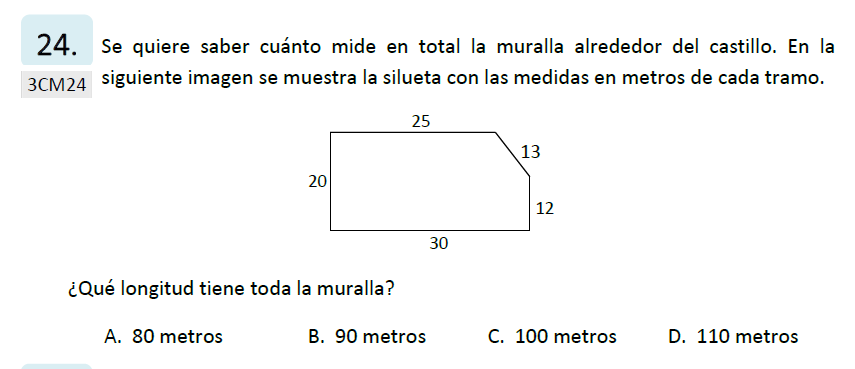 24. Se quiere saber cuánto mide en total la muralla alrededor del castillo. En la
3CM24 siguiente imagen se muestra la silueta con las medidas en metros de cada tramo.
25
13
20
12
30
¿Qué longitud tiene toda la muralla?
A. 80 metros B. 90 metros C. 100 metros D. 110 metros